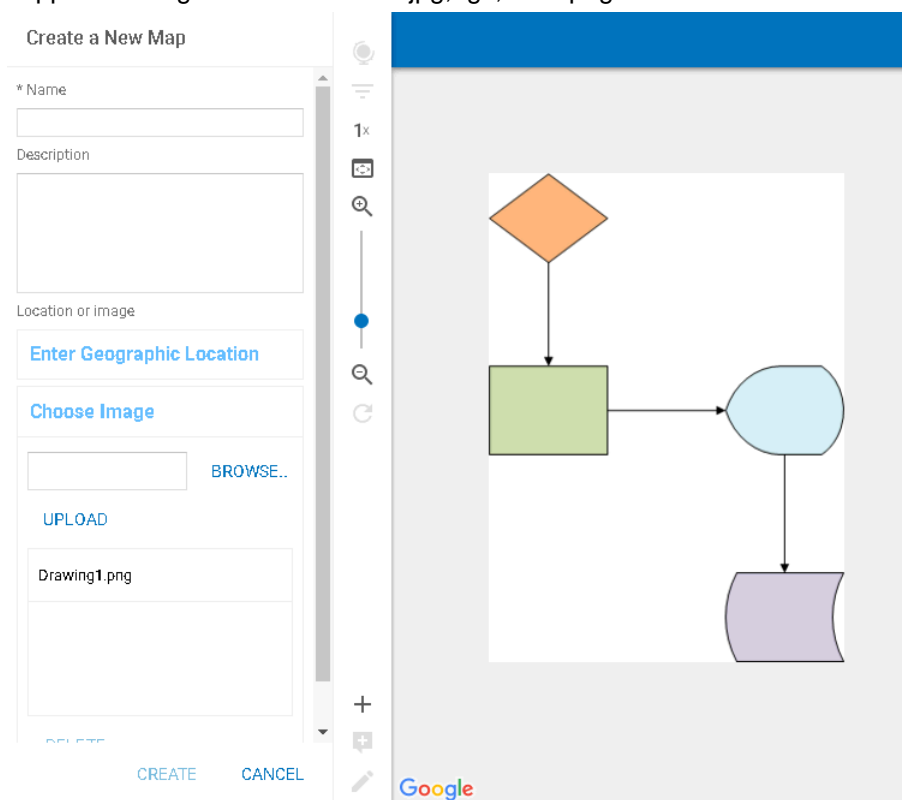 Create a New Map
* Name
Description
Location or image
Enter Geographic Location
Choose Image
BROWSE..
UPLOAD
Drawing1.png
DELETE
CREATE CANCEL
1x
Google